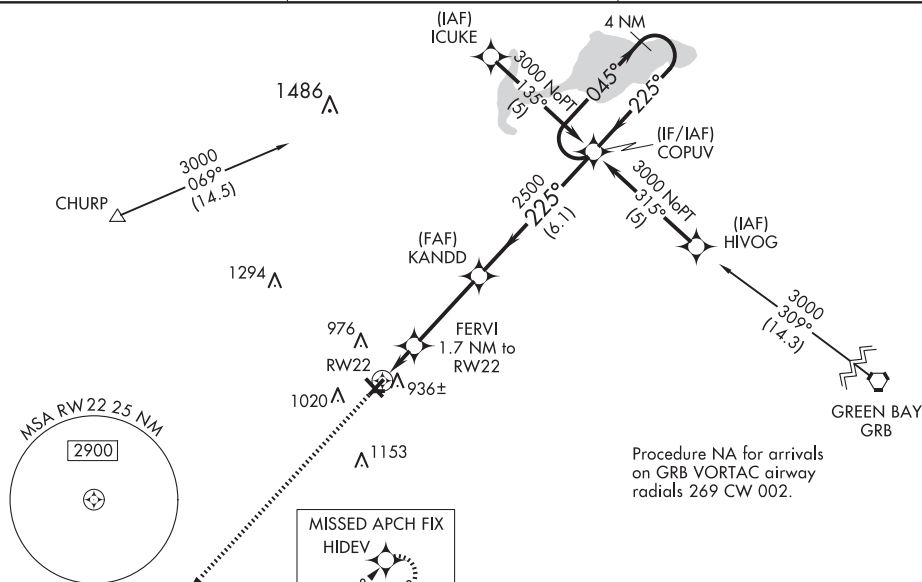 4 NM
(IAF)
ICUKE
3000 NoPT
135°
(5)
045°
225°
1486
(IF/IAF)
COPUV
3000
069°
(14.5)
CHURP
2500
225°
(6.1)
3000 NoPT
315°
(5)
(IAF)
HIVOG
(FAF)
KANDD
1294
3000
309°
(14.3)
976
FERVI
1.7 NM to
RW22
RW22
1020
936±
GREEN BAY
GRB
MSA RW22 25 NM
2900
1153
Procedure NA for arrivals
on GRB VORTAC airway
radials 269 CW 002.
MISSED APCH FIX
HIDEV